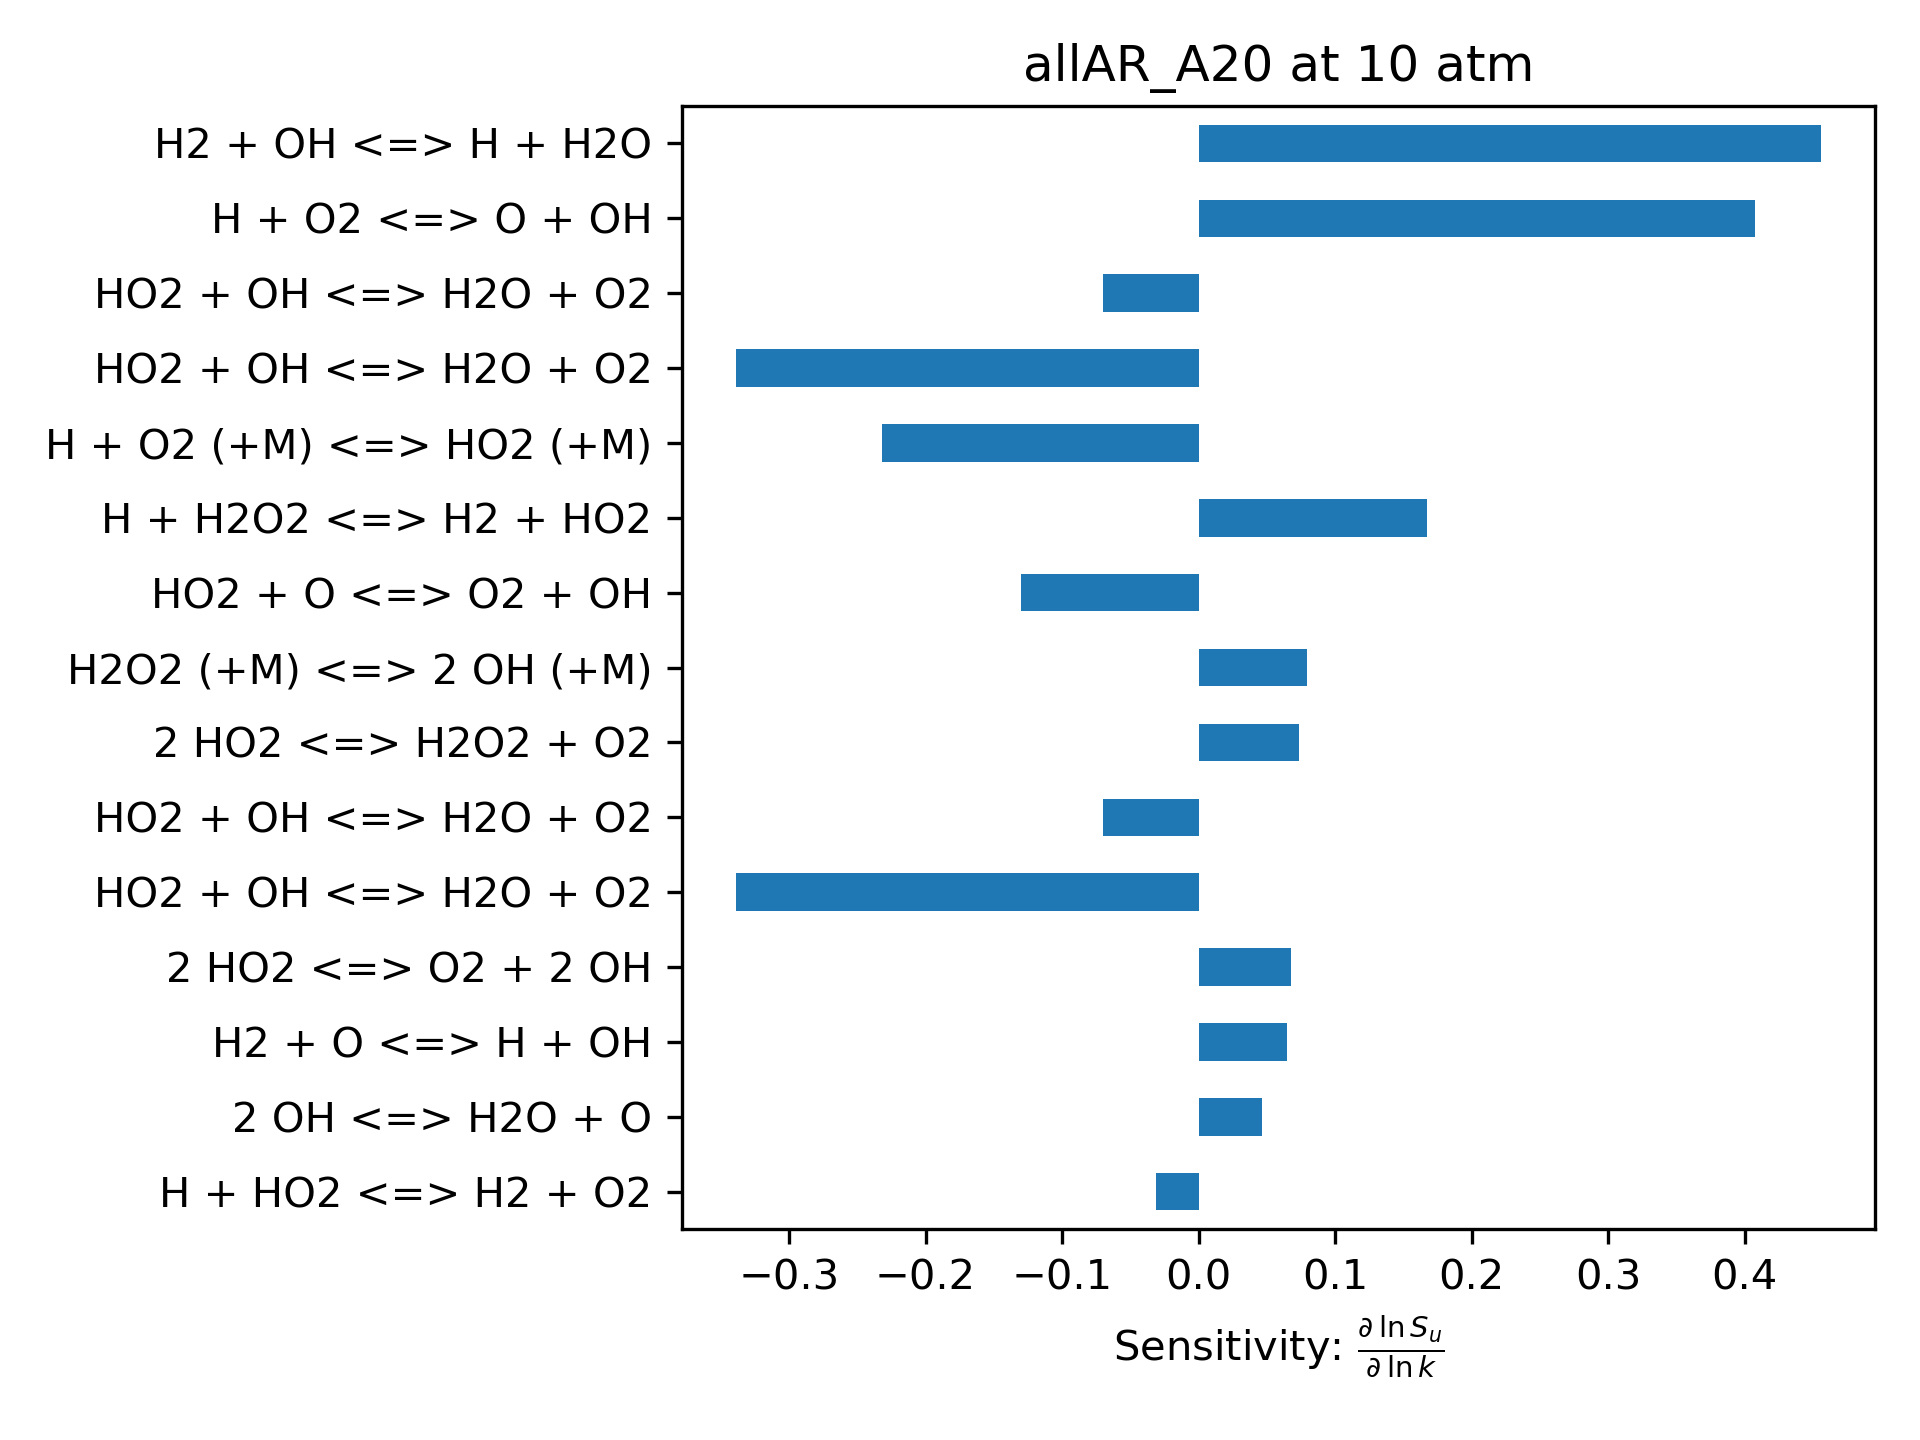 allAR_A20 at 10 atm
H2 + OH <=> H + H2O
H + O2 <=> O + OH
HO2 + OH <=> H2O + O2
HO2 + OH <=> H2O + O2
H + O2 (+M) <=> HO2 (+M)
H + H2O2 <=> H2 + HO2
HO2 + O <=> O2 + OH
H2O2 (+M) <=> 2 OH (+M)
2 HO2 <=> H2O2 + O2
HO2 + OH <=> H2O + O2
HO2 + OH <=> H2O + O2
2 HO2 <=> O2 + 2 OH
H2 + O <=> H + OH
2 OH <=> H2O + O
H + HO2 <=> H2 + O2
−0.3 −0.2 −0.1 0.0 0.1 0.2 0.3 0.4
Sensitivity: ∂ ln S_u / ∂ ln k